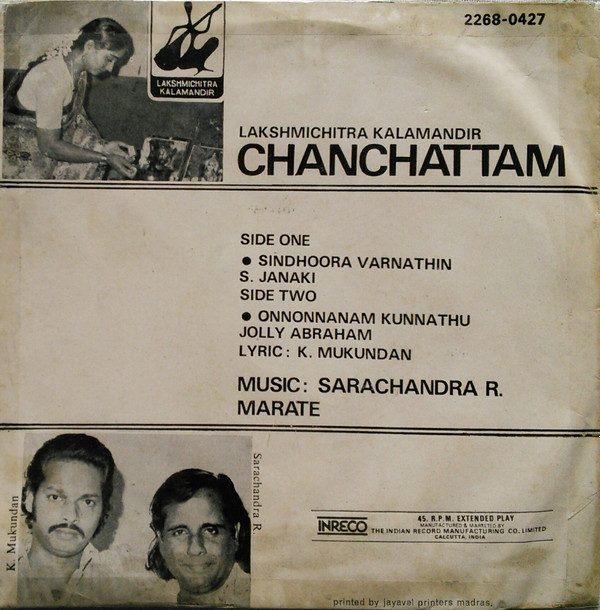 2268-0427
LAKSHMICHITRA
KALAMANDIR
LAKSHMICHITRA KALAMANDIR
CHANCHATTAM
SIDE ONE
● SINDHOORA VARNATHIN
S. JANAKI
SIDE TWO
● ONNONNANAM KUNNATHU
JOLLY ABRAHAM
LYRIC: K. MUKUNDAN
MUSIC: SARACHANDRA R.
MARATE
K. Mukundan
Sarachandra R.
INRECO
45. R.P.M. EXTENDED PLAY
MANUFACTURED & MARKETED BY
THE INDIAN RECORD MANUFACTURING CO. LIMITED
CALCUTTA, INDIA
printed by jayaval printers madras.